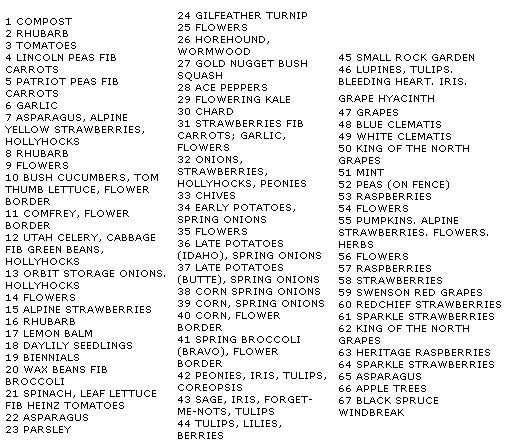 1 COMPOST
2 RHUBARB
3 TOMATOES
4 LINCOLN PEAS FIB
CARROTS
5 PATRIOT PEAS FIB
CARROTS
6 GARLIC
7 ASPARAGUS, ALPINE
YELLOW STRAWBERRIES,
HOLLYHOCKS
8 RHUBARB
9 FLOWERS
10 BUSH CUCUMBERS, TOM
THUMB LETTUCE, FLOWER
BORDER
11 COMFREY, FLOWER
BORDER
12 UTAH CELERY, CABBAGE
FIB GREEN BEANS,
HOLLYHOCKS
13 ORBIT STORAGE ONIONS.
HOLLYHOCKS
14 FLOWERS
15 ALPINE STRAWBERRIES
16 RHUBARB
17 LEMON BALM
18 DAYLILY SEEDLINGS
19 BIENNIALS
20 WAX BEANS FIB
BROCCOLI
21 SPINACH, LEAF LETTUCE
FIB HEINZ TOMATOES
22 ASPARAGUS
23 PARSLEY
24 GILFEATHER TURNIP
25 FLOWERS
26 HOREHOUND,
WORMWOOD
27 GOLD NUGGET BUSH
SQUASH
28 ACE PEPPERS
29 FLOWERING KALE
30 CHARD
31 STRAWBERRIES FIB
CARROTS; GARLIC,
FLOWERS
32 ONIONS,
STRAWBERRIES,
HOLLYHOCKS, PEONIES
33 CHIVES
34 EARLY POTATOES,
SPRING ONIONS
35 FLOWERS
36 LATE POTATOES
(IDAHO), SPRING ONIONS
37 LATE POTATOES
(BUTTE), SPRING ONIONS
38 CORN SPRING ONIONS
39 CORN, SPRING ONIONS
40 CORN, FLOWER
BORDER
41 SPRING BROCCOLI
(BRAVO), FLOWER
BORDER
42 PEONIES, IRIS, TULIPS,
COREOPSIS
43 SAGE, IRIS, FORGET-
ME-NOTS, TULIPS
44 TULIPS, LILIES,
BERRIES
45 SMALL ROCK GARDEN
46 LUPINES, TULIPS.
BLEEDING HEART. IRIS.
GRAPE HYACINTH
47 GRAPES
48 BLUE CLEMATIS
49 WHITE CLEMATIS
50 KING OF THE NORTH
GRAPES
51 MINT
52 PEAS (ON FENCE)
53 RASPBERRIES
54 FLOWERS
55 PUMPKINS. ALPINE
STRAWBERRIES. FLOWERS.
HERBS
56 FLOWERS
57 RASPBERRIES
58 STRAWBERRIES
59 SWENSON RED GRAPES
60 REDCHIEF STRAWBERRIES
61 SPARKLE STRAWBERRIES
62 KING OF THE NORTH
GRAPES
63 HERITAGE RASPBERRIES
64 SPARKLE STRAWBERRIES
65 ASPARAGUS
66 APPLE TREES
67 BLACK SPRUCE
WINDBREAK